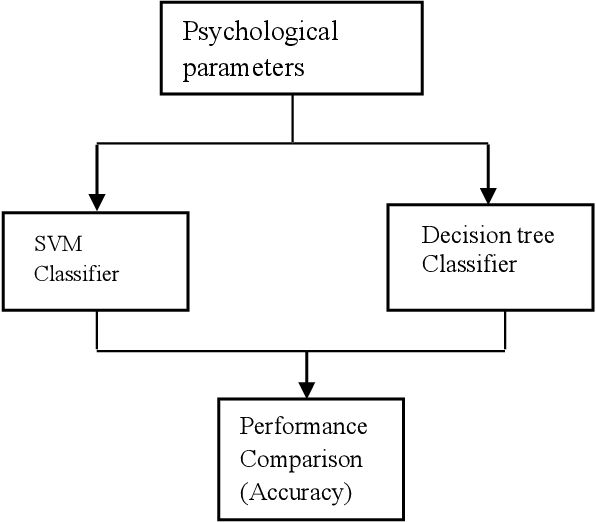 Psychological
parameters
SVM
Classifier
Decision tree
Classifier
Performance
Comparison
(Accuracy)